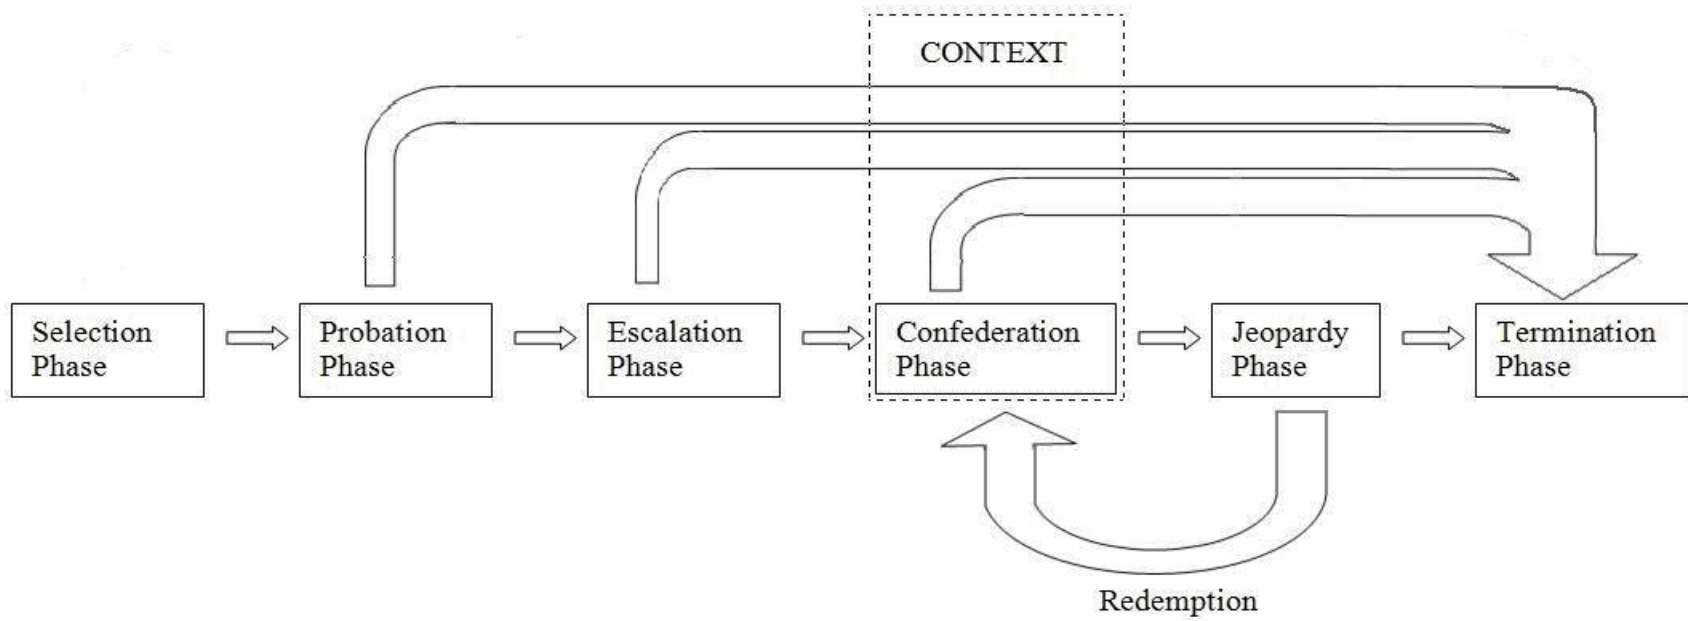 CONTEXT
Selection
Phase
Probation
Phase
Escalation
Phase
Confederation
Phase
Jeopardy
Phase
Termination
Phase
Redemption